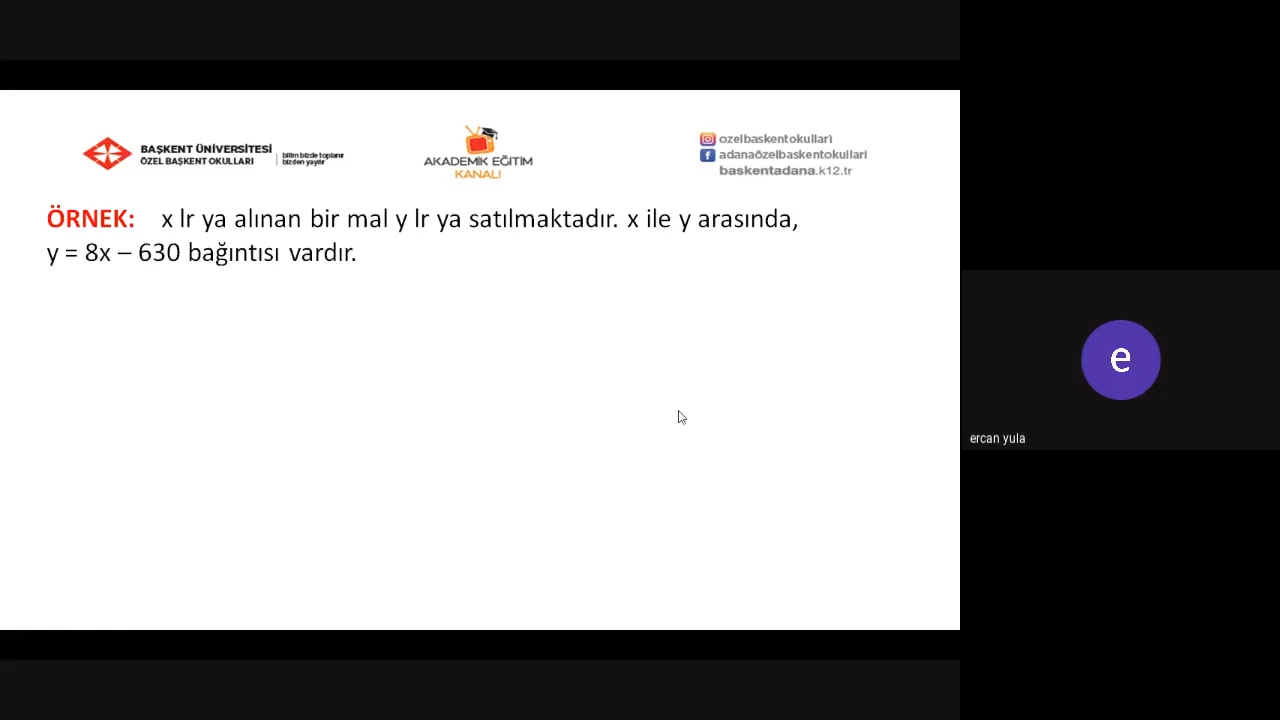 BAŞKENT ÜNİVERSİTESİ
ÖZEL BAŞKENT OKULLARI
bilim bizde toplanır
bizden yayılır
AKADEMİK EĞİTİM
KANALI
ozelbaskentokullari
adanaözelbaskentokullari
baskentadana.k12.tr
ÖRNEK: x lr ya alınan bir mal y lr ya satılmaktadır. x ile y arasında,
y = 8x – 630 bağıntısı vardır.
e
ercan yula